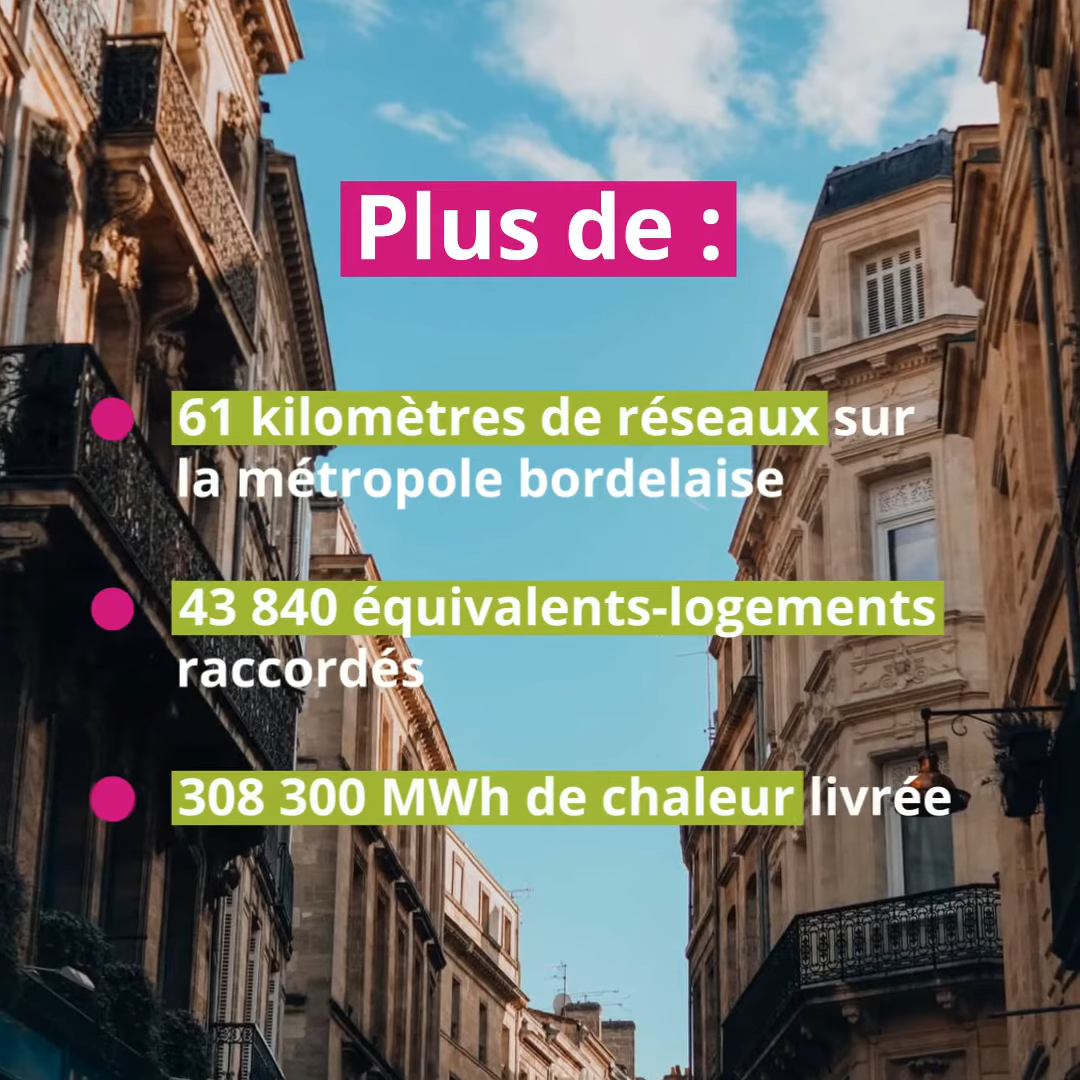 Plus de :
61 kilomètres de réseaux sur
la métropole bordelaise
43 840 équivalents-logements
raccordés
308 300 MWh de chaleur livrée